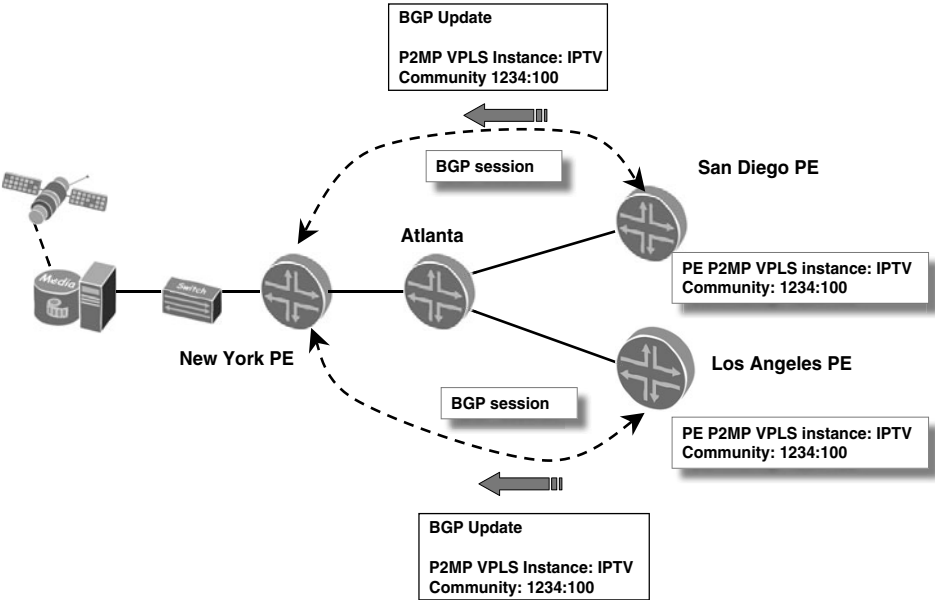 BGP Update
P2MP VPLS Instance: IPTV
Community 1234:100
BGP session
San Diego PE
Atlanta
PE P2MP VPLS instance: IPTV
Community: 1234:100
Media
Switch
New York PE
Los Angeles PE
BGP session
PE P2MP VPLS instance: IPTV
Community: 1234:100
BGP Update
P2MP VPLS Instance: IPTV
Community: 1234:100